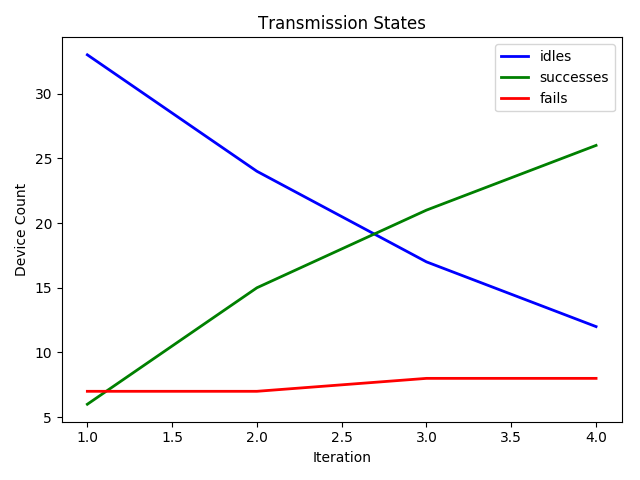 Transmission States
idles
successes
fails
Device Count
30
25
20
15
10
5
1.0 1.5 2.0 2.5 3.0 3.5 4.0
Iteration